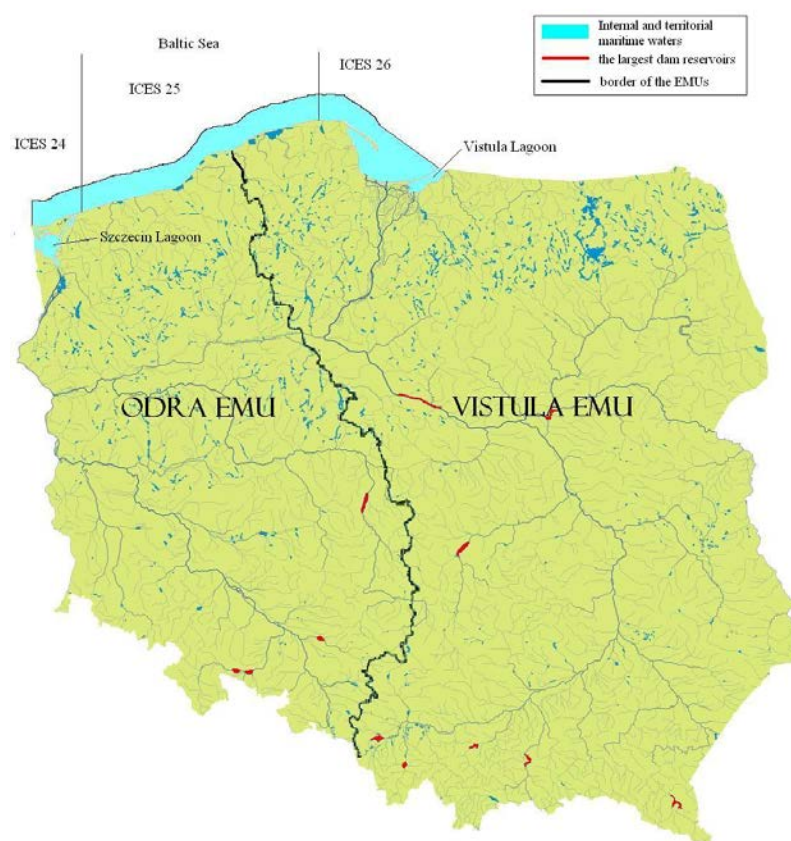 Baltic Sea
ICES 24
ICES 25
ICES 26
Internal and territorial
maritime waters
the largest dam reservoirs
border of the EMUs
Vistula Lagoon
Szczecin Lagoon
ODRA EMU
VISTULA EMU